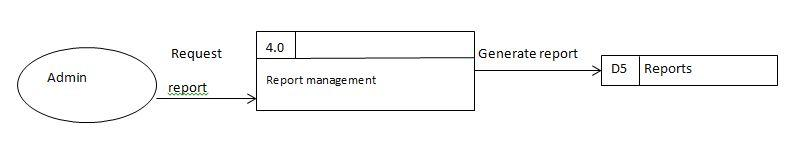 Admin
Request
report
4.0
Report management
Generate report
D5 Reports